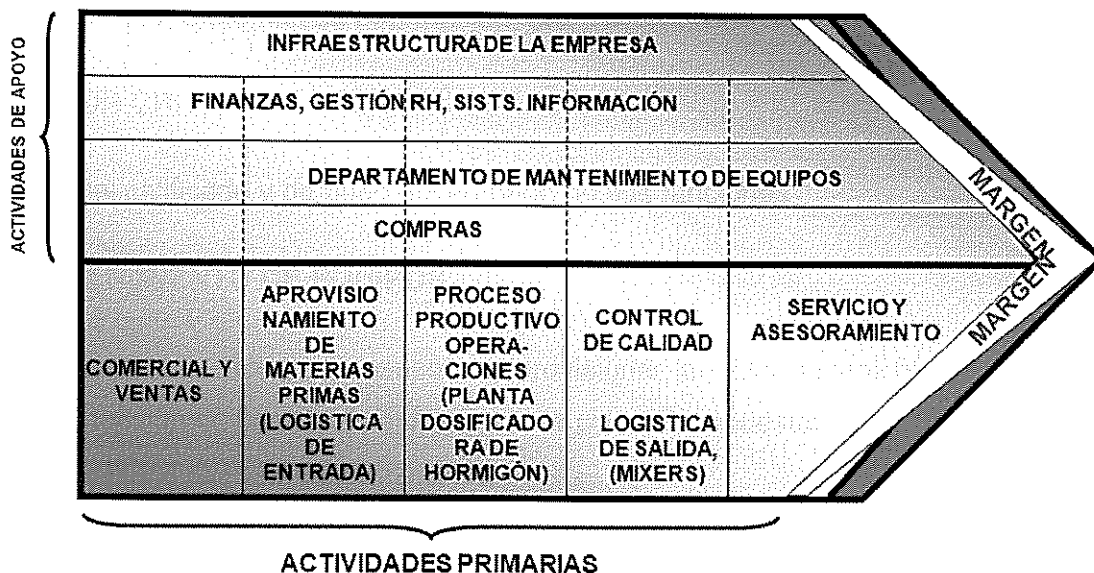 ACTIVIDADES DE APOYO
INFRAESTRUCTURA DE LA EMPRESA
FINANZAS, GESTIÓN RH, SISTS. INFORMACIÓN
DEPARTAMENTO DE MANTENIMIENTO DE EQUIPOS
COMPRAS
MARGEN
MARGEN
COMERCIAL Y
VENTAS
APROVISIO
NAMIENTO
DE
MATERIAS
PRIMAS
(LOGISTICA
DE
ENTRADA)
PROCESO
PRODUCTIVO
OPERA-
CIONES
(PLANTA
DOSIFICADO
RA DE
HORMIGÓN)
CONTROL
DE CALIDAD
LOGISTICA
DE SALIDA,
(MIXERS)
SERVICIO Y
ASESORAMIENTO
ACTIVIDADES PRIMARIAS